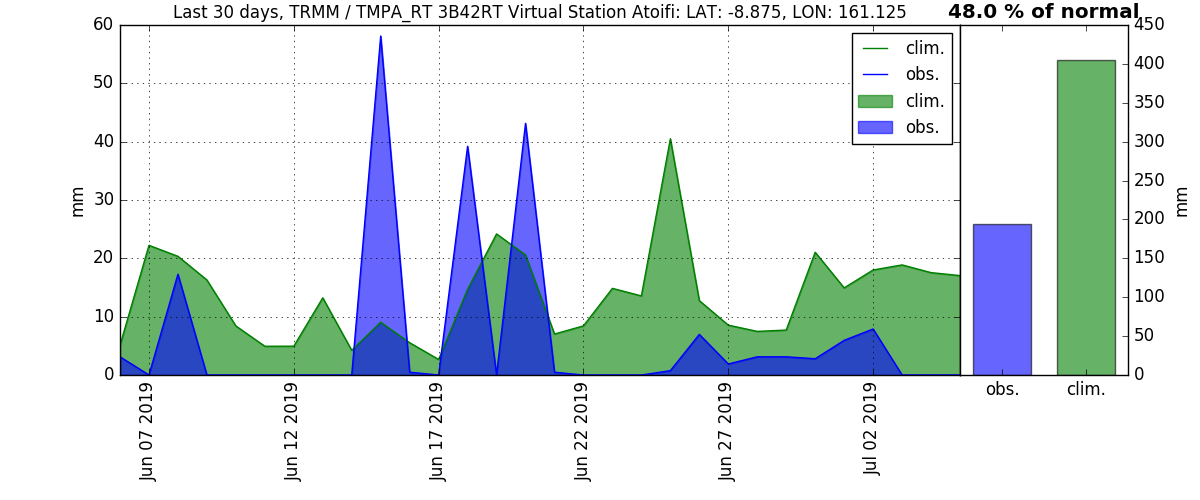 Last 30 days, TRMM / TMPA_RT 3B42RT Virtual Station Atoifi: LAT: -8.875, LON: 161.125
48.0 % of normal
60
50
40
30
20
10
0
mm
clim.
obs.
clim.
obs.
Jun 07 2019
Jun 12 2019
Jun 17 2019
Jun 22 2019
Jun 27 2019
Jul 02 2019
450
400
350
300
250
200
150
100
50
0
mm
obs.
clim.